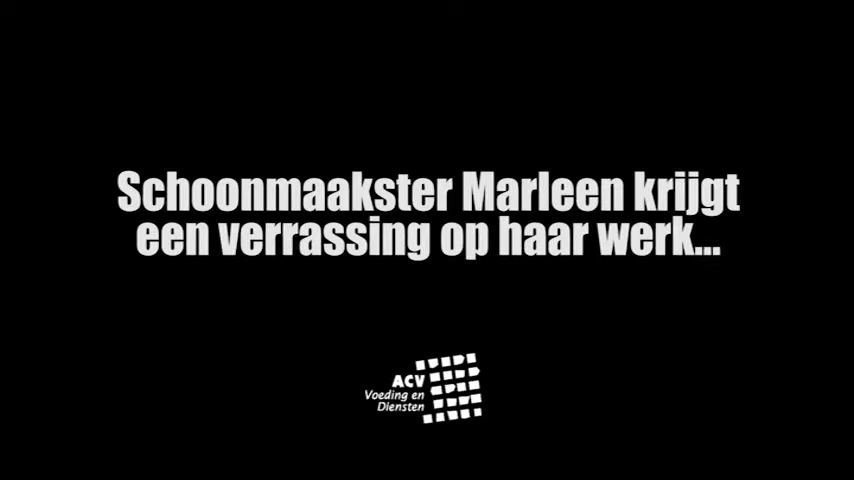 Schoonmaakster Marleen krijgt
een verrassing op haar werk...
ACV
Voeding en
Diensten